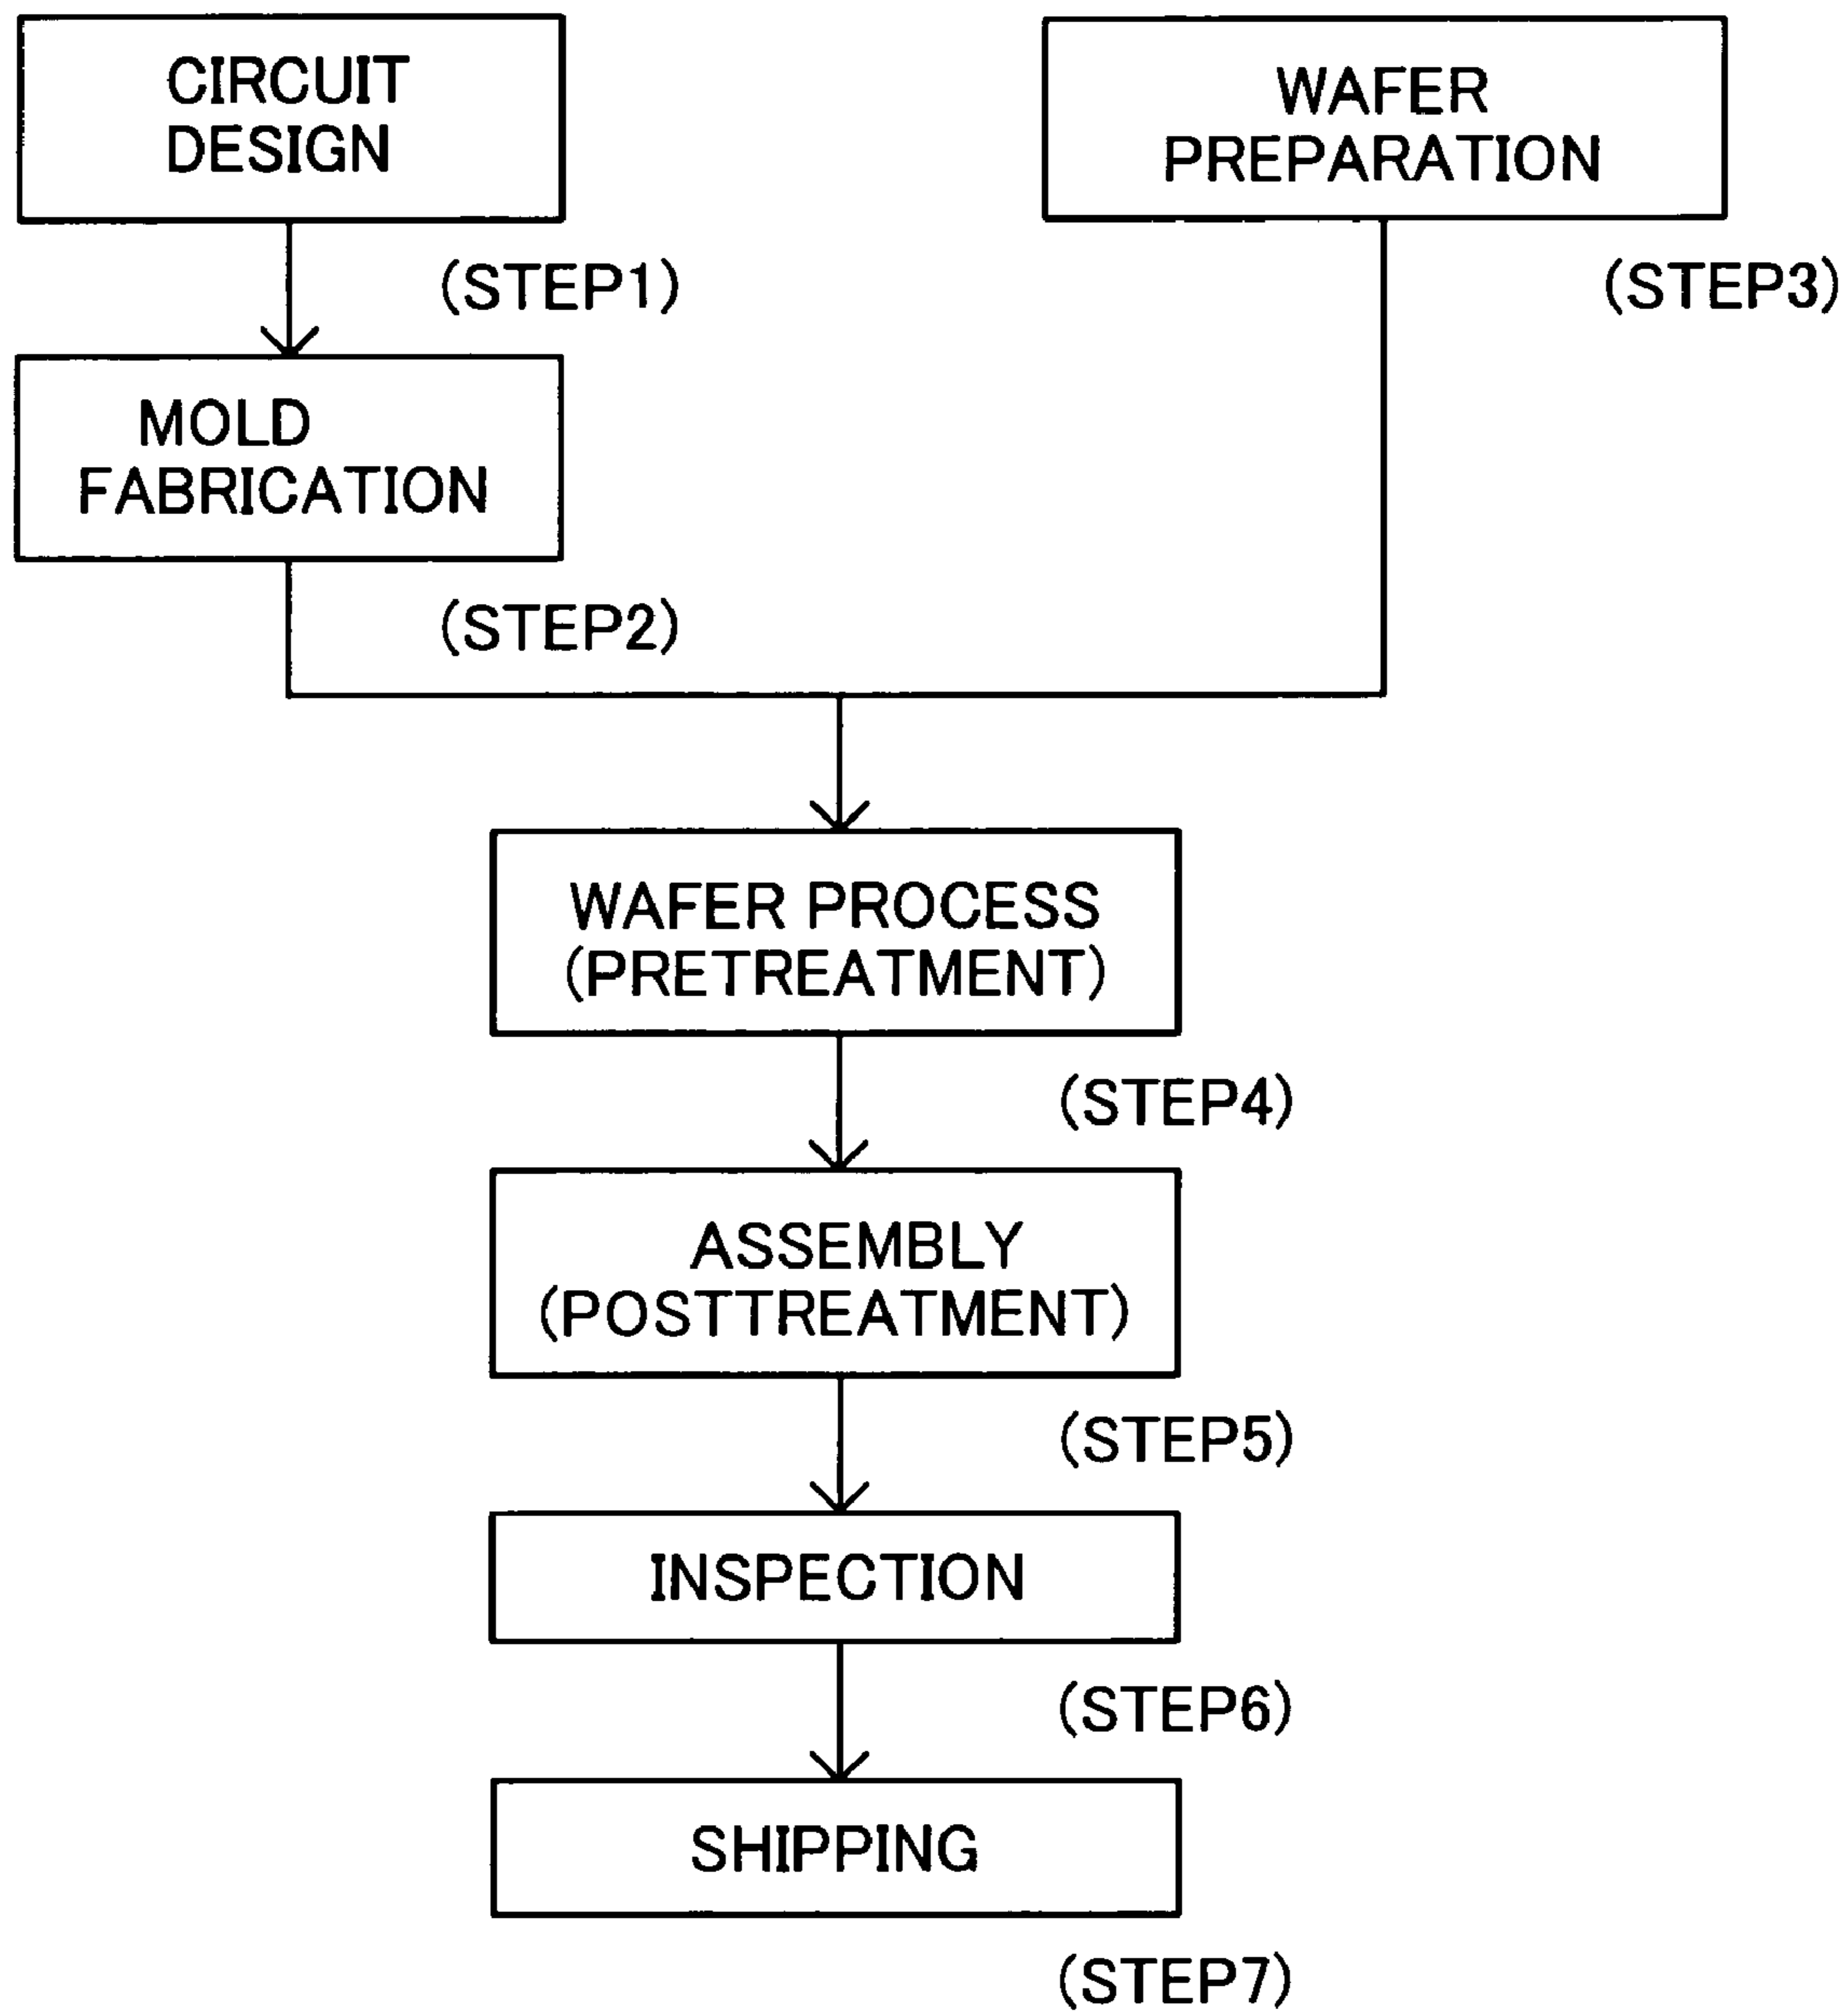 CIRCUIT
DESIGN
(STEP1)
MOLD
FABRICATION
(STEP2)
WAFER
PREPARATION
(STEP3)
WAFER PROCESS
(PRETREATMENT)
(STEP4)
ASSEMBLY
(POSTTREATMENT)
(STEP5)
INSPECTION
(STEP6)
SHIPPING
(STEP7)